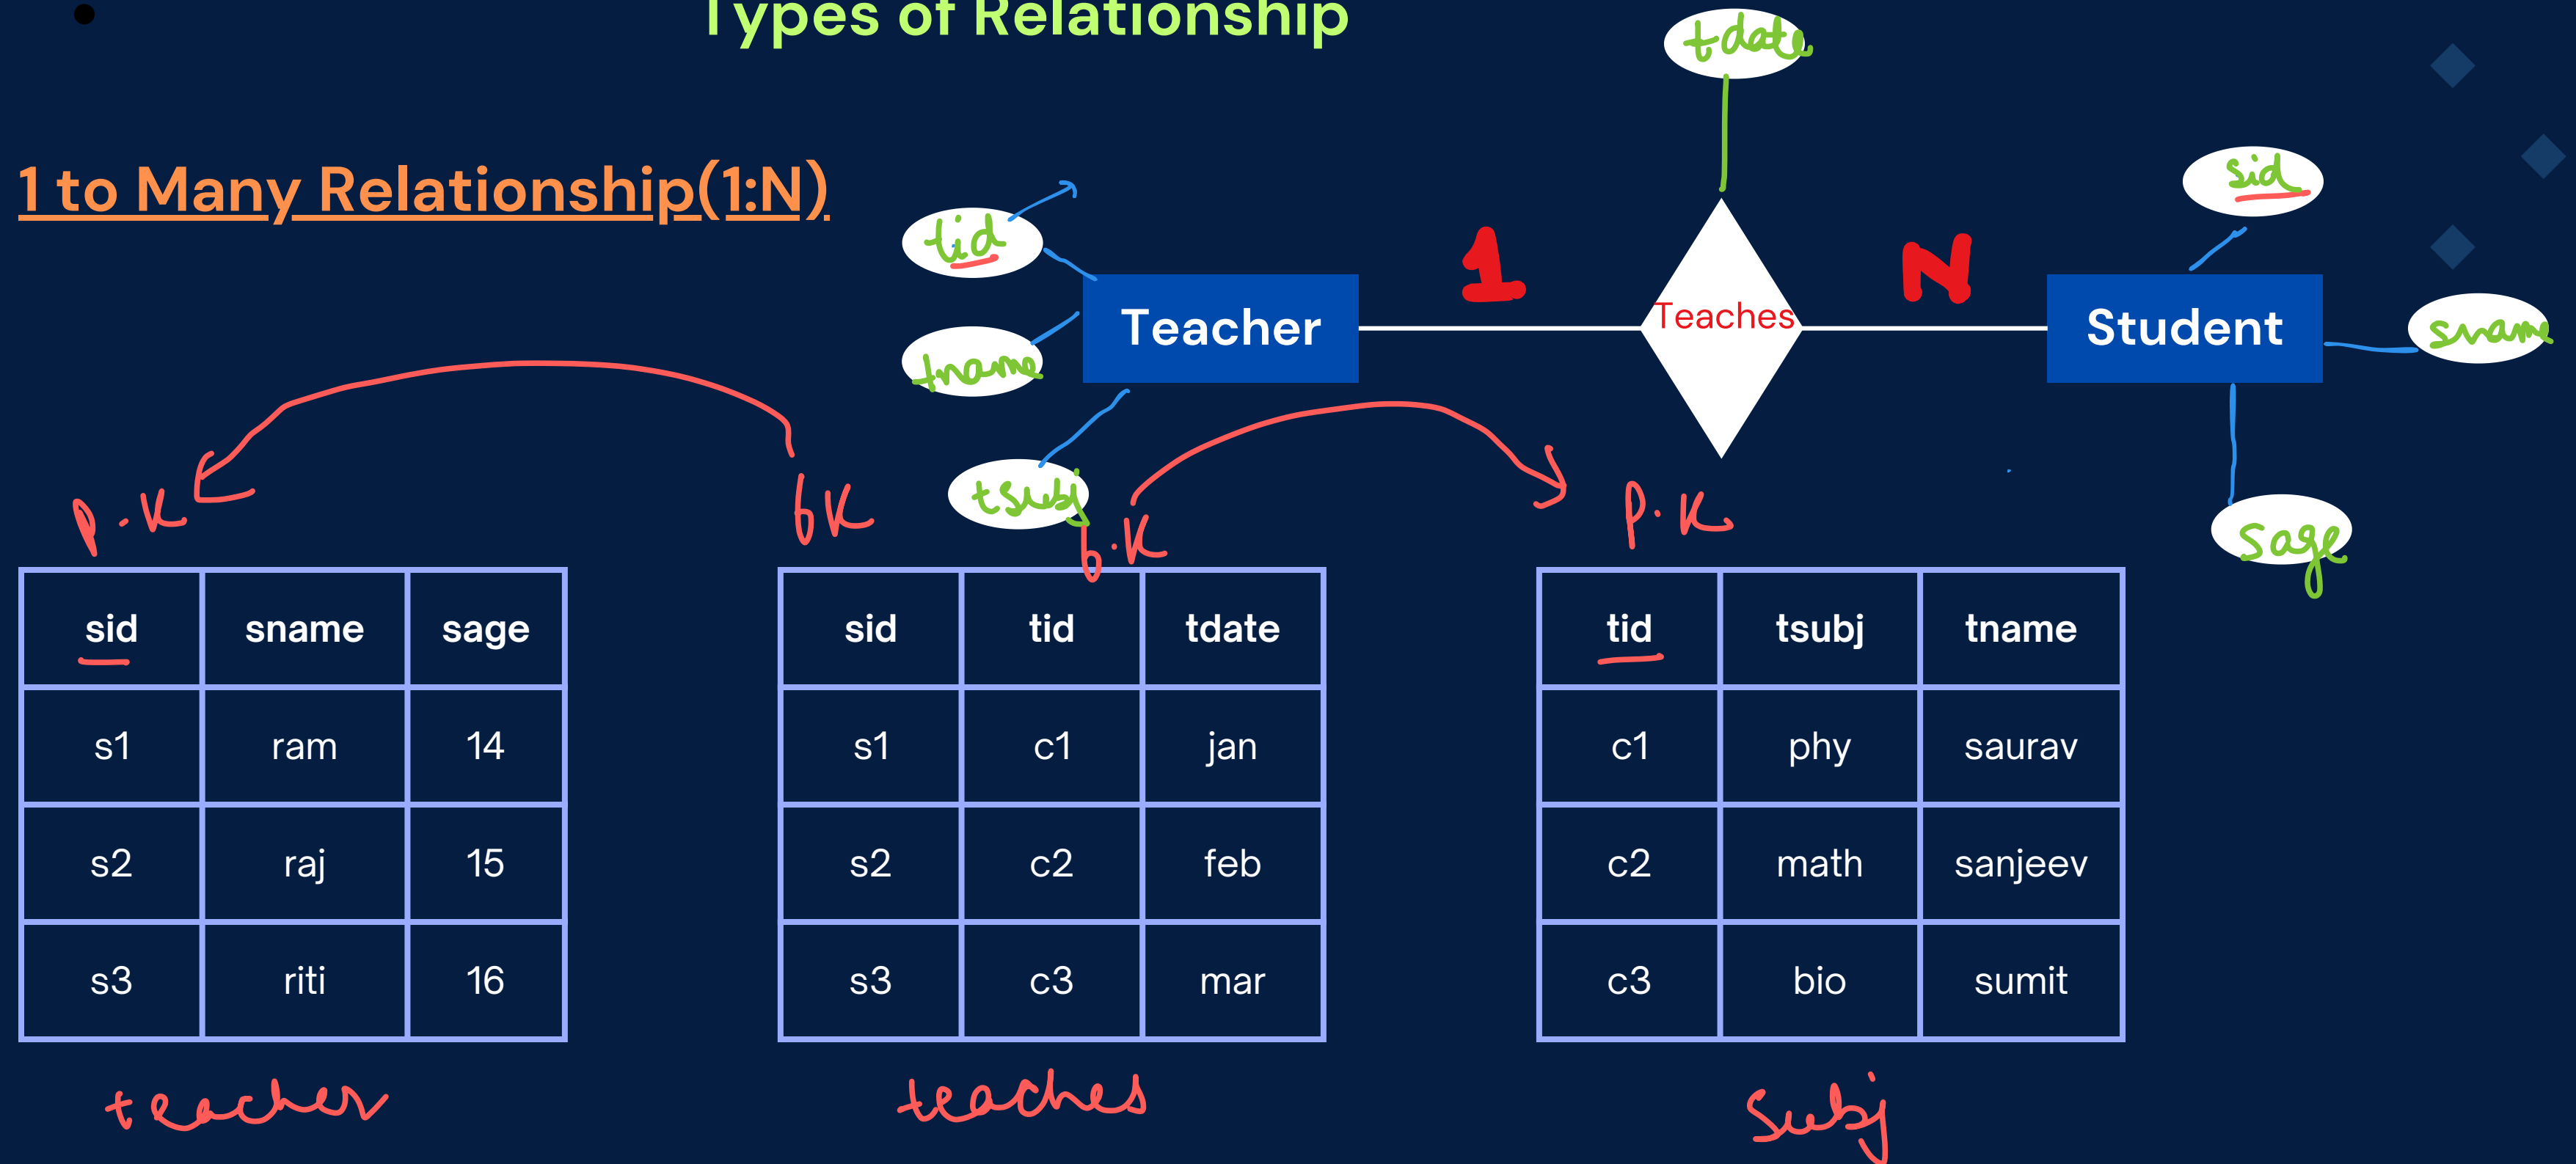 Types of Relationship
tdate
1 to Many Relationship(1:N)
sid
tid
1
N
Teacher
Teaches
Student
sname
tname
tsubj
sage
p.k
fk
f.k
p.k
sid sname sage
s1 ram 14
s2 raj 15
s3 riti 16
teacher
sid tid tdate
s1 c1 jan
s2 c2 feb
s3 c3 mar
teaches
tid tsubj tname
c1 phy saurav
c2 math sanjeev
c3 bio sumit
Subj